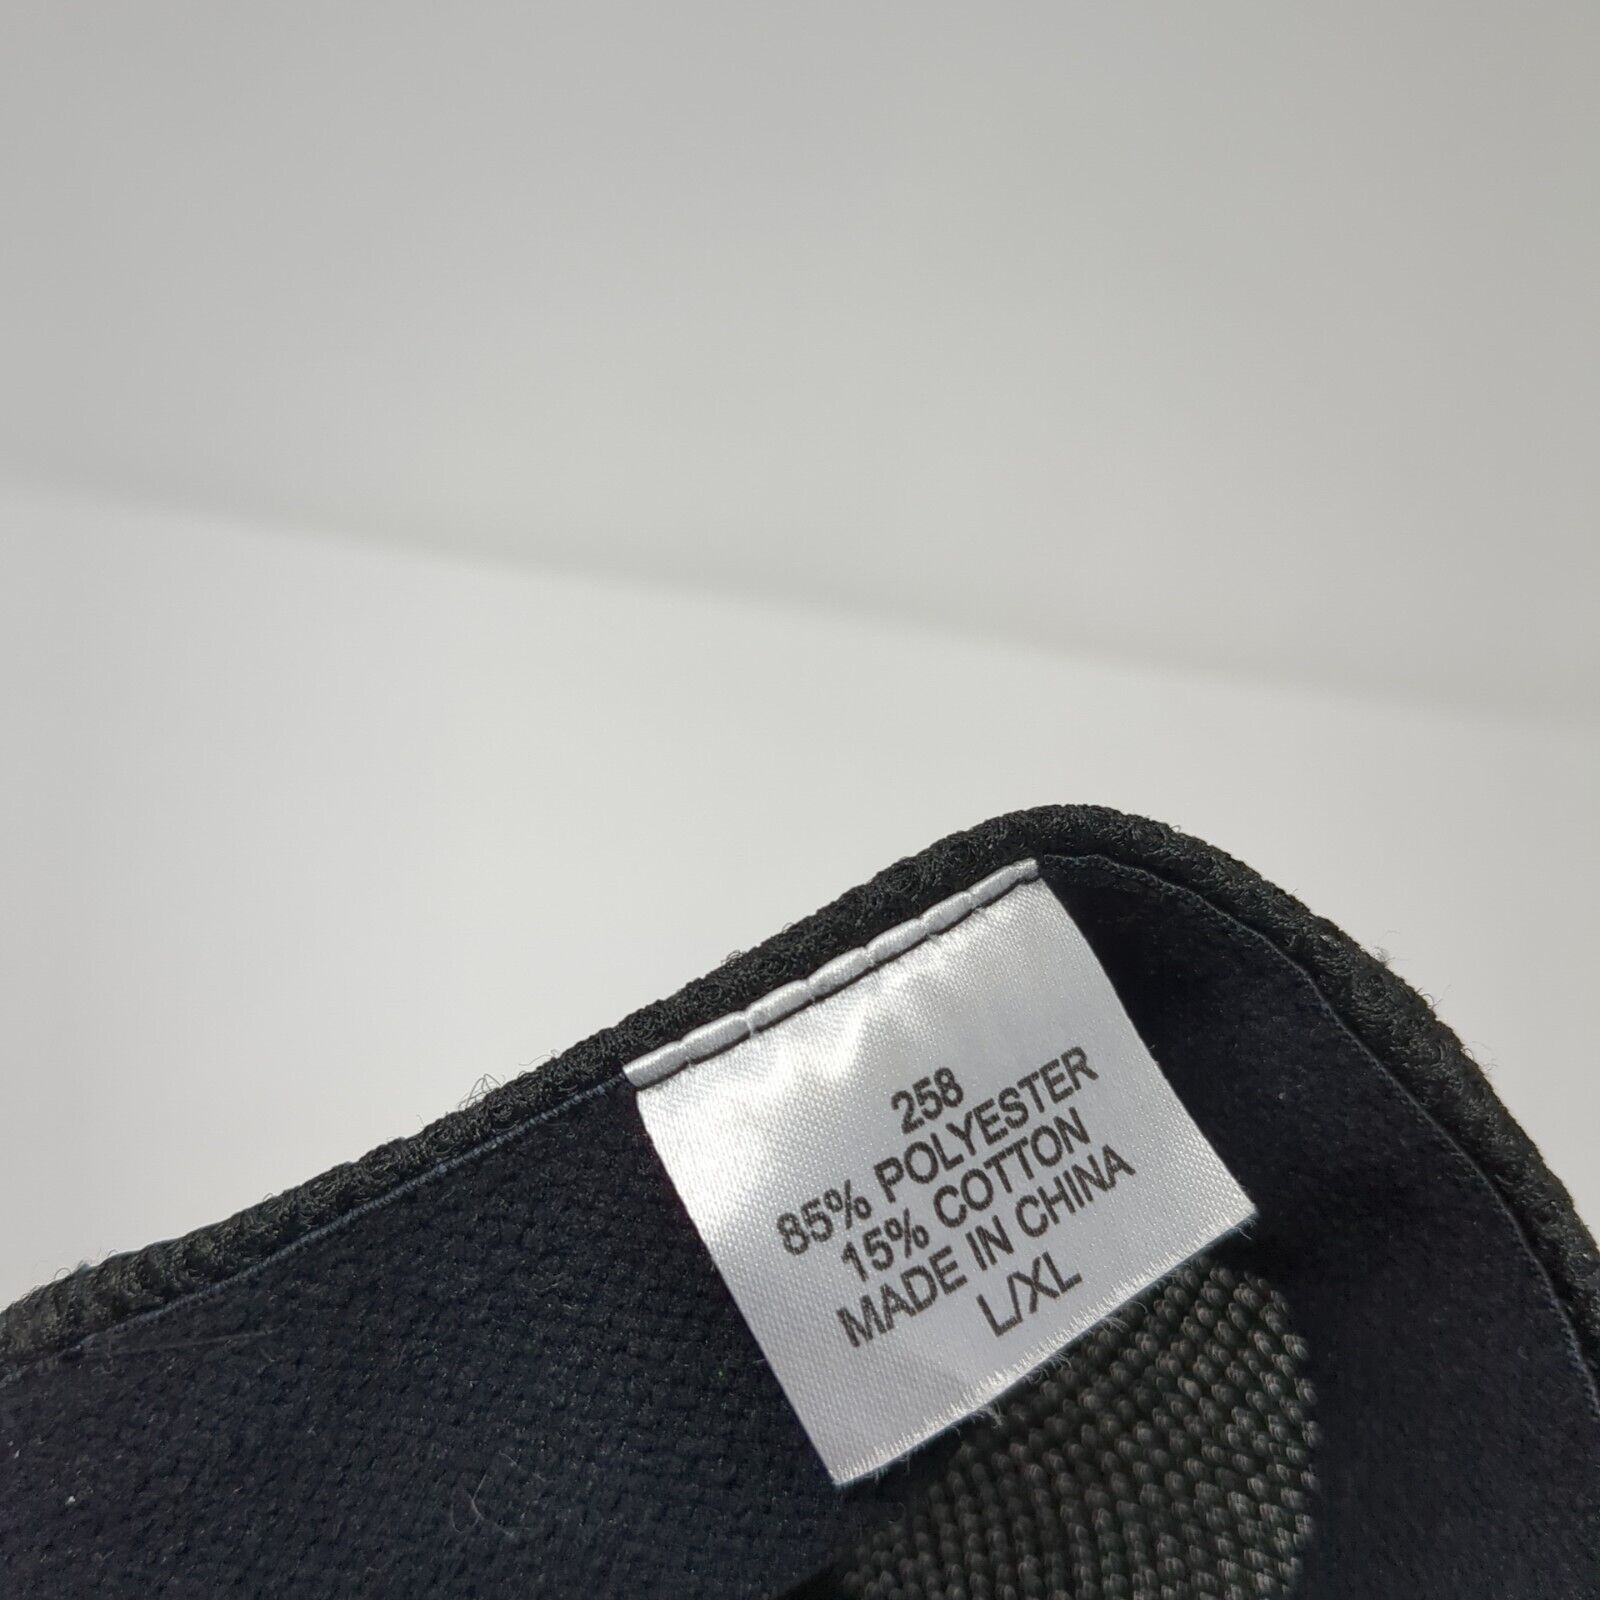 258
85% POLYESTER
15% COTTON
MADE IN CHINA
L/XL